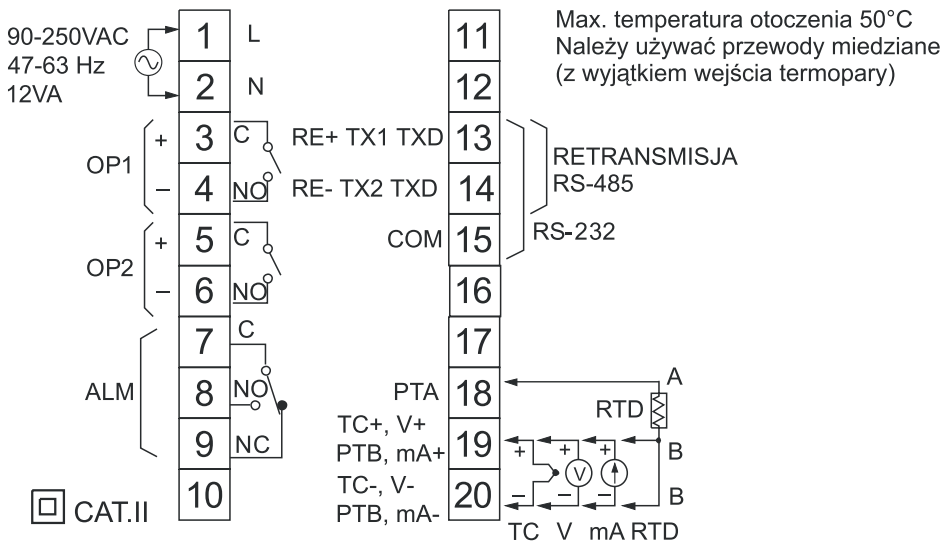 90-250VAC
47-63 Hz
12VA
1 L
2 N
OP1
+ 3 C
− 4 NO
OP2
+ 5 C
− 6 NO
ALM
7 C
8 NO
9 NC
10
CAT.II
11
12
RE+ TX1 TXD 13
RE- TX2 TXD 14
COM 15
16
17
PTA 18
TC+, V+
PTB, mA+ 19
TC-, V-
PTB, mA- 20
Max. temperatura otoczenia 50°C
Należy używać przewody miedziane
(z wyjątkiem wejścia termopary)
RETRANSMISJA
RS-485
RS-232
A
RTD
B
+ + +
V
− − −
B
TC V mA RTD